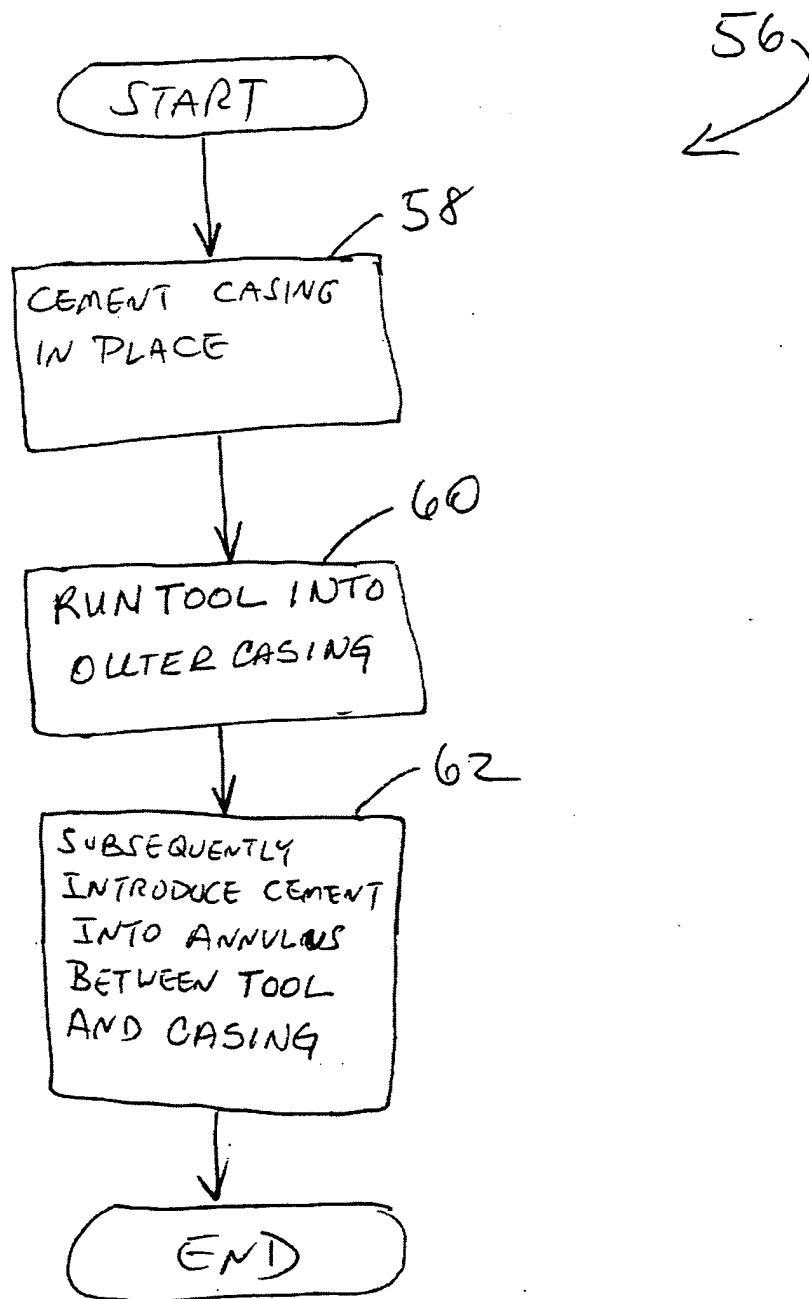 56
START
58
CEMENT CASING
IN PLACE
60
RUN TOOL INTO
OUTER CASING
62
SUBSEQUENTLY
INTRODUCE CEMENT
INTO ANNULUS
BETWEEN TOOL
AND CASING
END